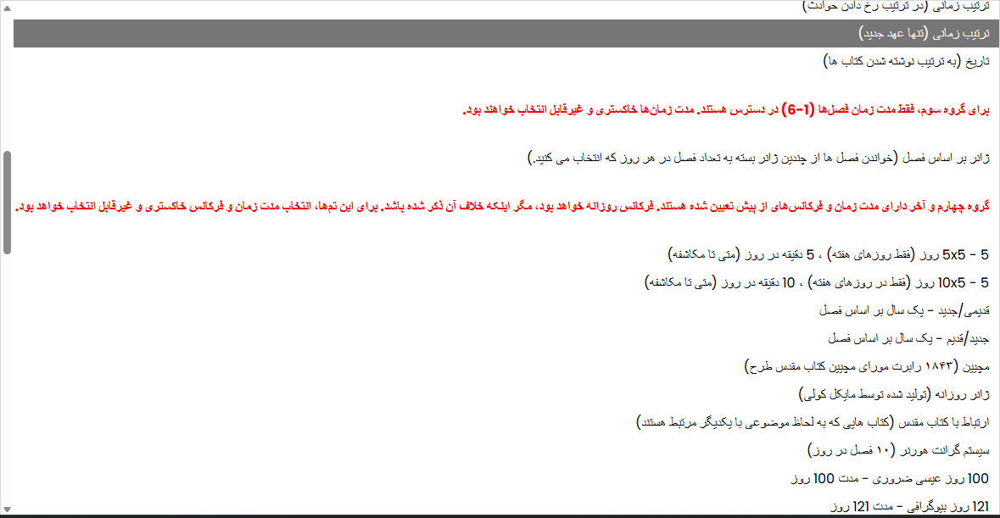 ترتیب زمانی (در ترتیب رخ دادن حوادث)
ترتیب زمانی (تنها عهد جدید)
تاریخ (به ترتیب نوشته شدن کتاب ها)
برای گروه سوم، فقط مدت زمان فصل‌ها (1-6) در دسترس هستند. مدت زمان‌ها خاکستری و غیرقابل انتخاب خواهند بود.
ژانر بر اساس فصل (خواندن فصل ها از چندین ژانر بسته به تعداد فصل در هر روز که انتخاب می کنید.)
گروه چهارم و آخر دارای مدت زمان و فرکانس‌های از پیش تعیین شده هستند. فرکانس روزانه خواهد بود، مگر اینکه خلاف آن ذکر شده باشد. برای این تم‌ها، انتخاب مدت زمان و فرکانس خاکستری و غیرقابل انتخاب خواهد بود.
5x5 - 5 روز (فقط روزهای هفته) ، 5 دقیقه در روز (متی تا مکاشفه)
10x5 - 5 روز (فقط در روزهای هفته) ، 10 دقیقه در روز (متی تا مکاشفه)
قدیمی/جدید - یک سال بر اساس فصل
جدید/قدیم - یک سال بر اساس فصل
مچیین (۱۸۴۳ رابرت مورای مچیین کتاب مقدس طرح)
ژانر روزانه (تولید شده توسط مایکل کولی)
ارتباط با کتاب مقدس (کتاب هایی که به لحاظ موضوعی با یکدیگر مرتبط هستند)
سیستم گرانت هورنر (۱۰ فصل در روز)
100 روز عیسی ضروری - مدت 100 روز
121 روز بیوگرافی - مدت 121 روز